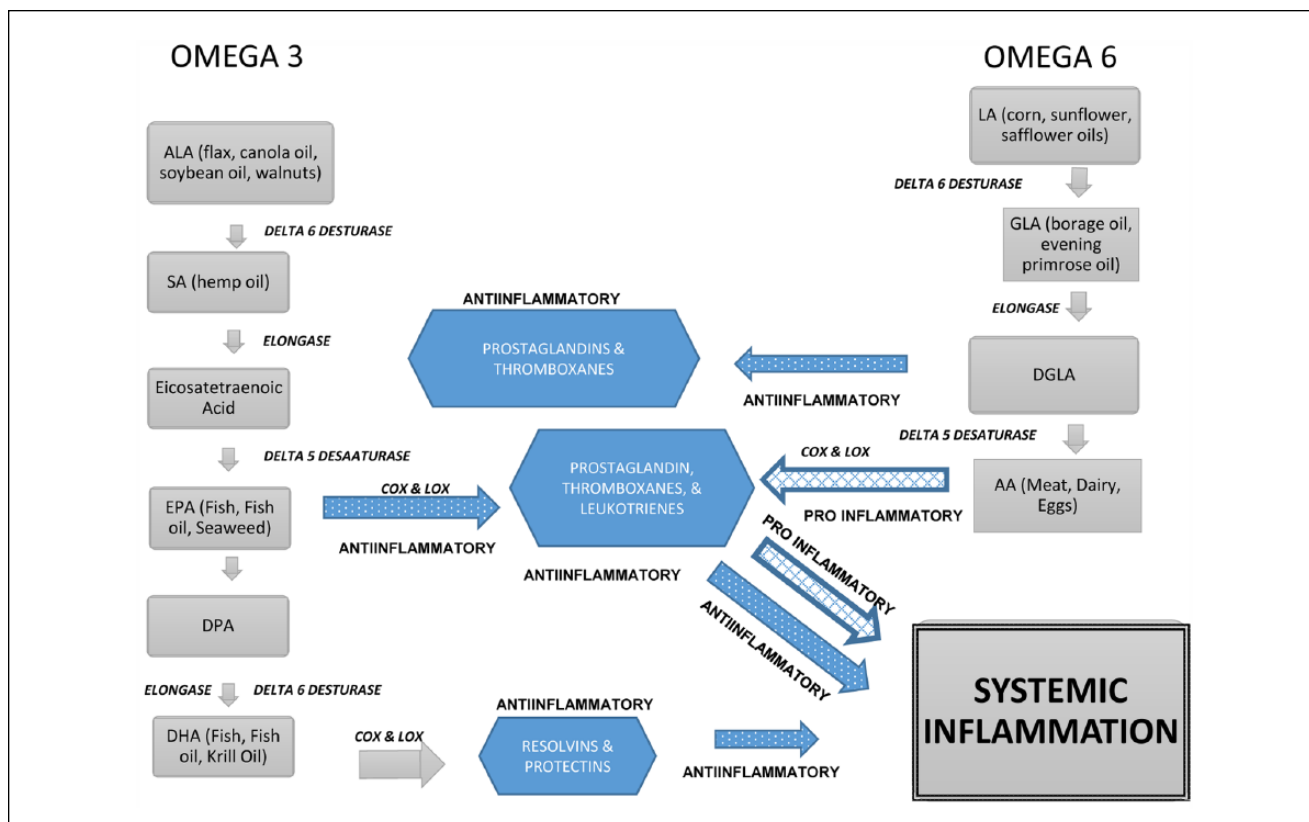 OMEGA 3
ALA (flax, canola oil,
soybean oil, walnuts)
DELTA 6 DESTURASE
SA (hemp oil)
ELONGASE
Eicosatetraenoic
Acid
DELTA 5 DESAATURASE
EPA (Fish, Fish
oil, Seaweed)
DPA
ELONGASE
DELTA 6 DESTURASE
DHA (Fish, Fish
oil, Krill Oil)
COX & LOX
ANTIINFLAMMATORY
COX & LOX
ANTIINFLAMMATORY
PROSTAGLANDINS &
THROMBOXANES
PROSTAGLANDIN,
THROMBOXANES, &
LEUKOTRIENES
ANTIINFLAMMATORY
ANTIINFLAMMATORY
RESOLVINS &
PROTECTINS
ANTIINFLAMMATORY
PRO INFLAMMATORY
ANTIINFLAMMATORY
OMEGA 6
LA (corn, sunflower,
safflower oils)
DELTA 6 DESTURASE
GLA (borage oil,
evening
primrose oil)
ELONGASE
DGLA
ANTIINFLAMMATORY
DELTA 5 DESATURASE
COX & LOX
AA (Meat, Dairy,
Eggs)
PRO INFLAMMATORY
SYSTEMIC
INFLAMMATION